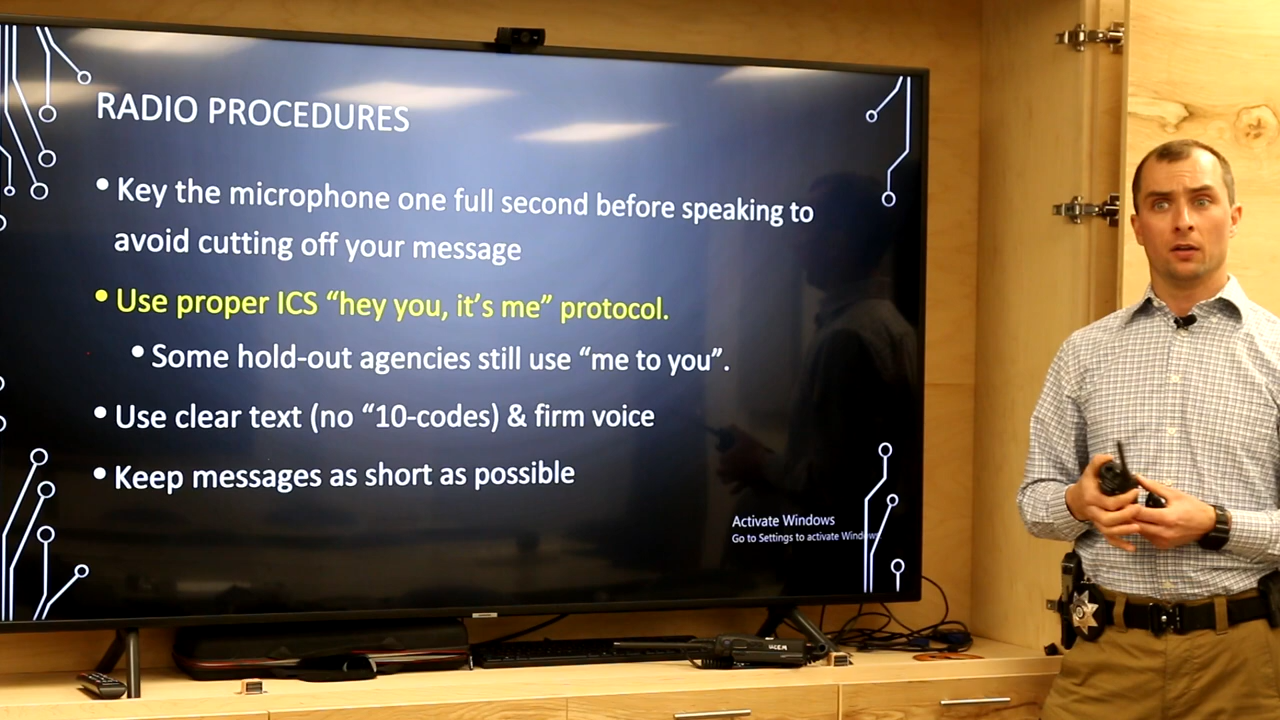 RADIO PROCEDURES
• Key the microphone one full second before speaking to
avoid cutting off your message
• Use proper ICS “hey you, it’s me” protocol.
• Some hold-out agencies still use “me to you”.
• Use clear text (no “10-codes) & firm voice
• Keep messages as short as possible
Activate Windows
Go to Settings to activate Windows
UCEM